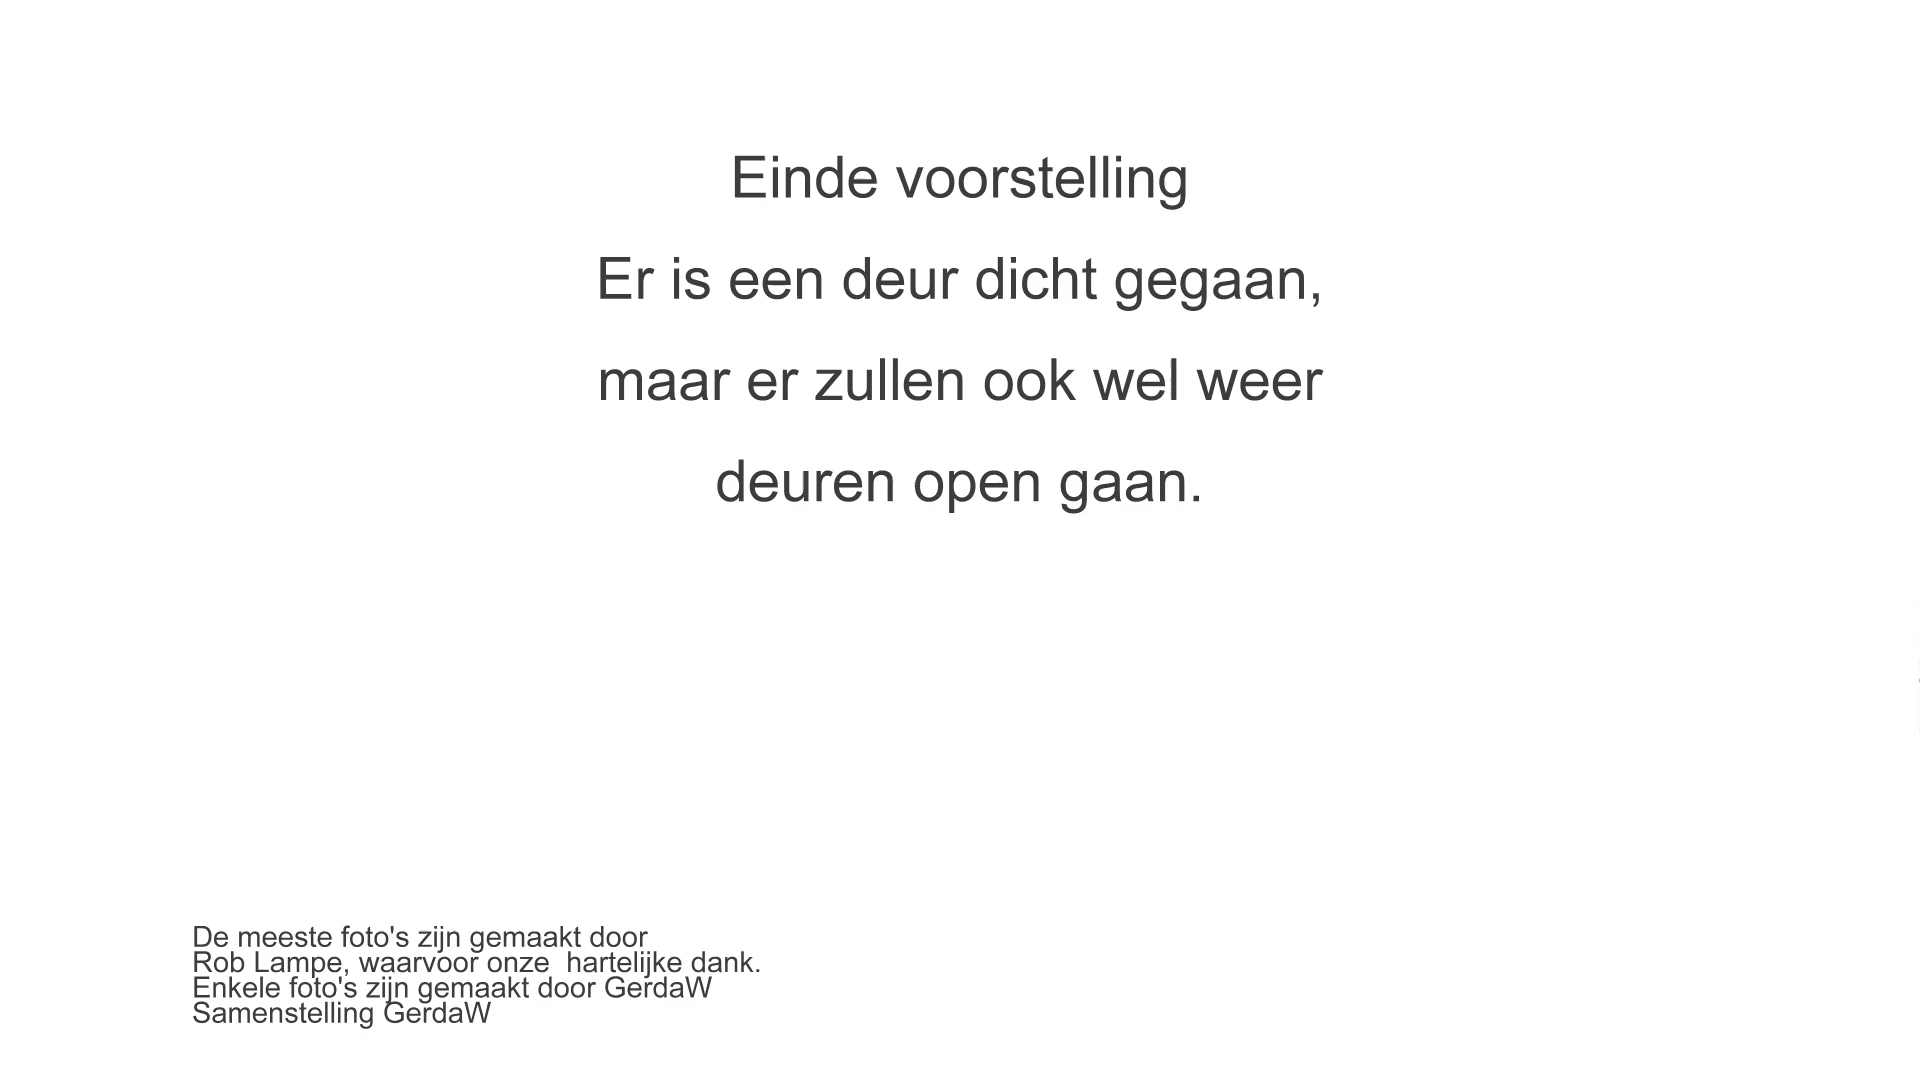 Einde voorstelling
Er is een deur dicht gegaan,
maar er zullen ook wel weer
deuren open gaan.
De meeste foto's zijn gemaakt door
Rob Lampe, waarvoor onze  hartelijke dank.
Enkele foto's zijn gemaakt door GerdaW
Samenstelling GerdaW